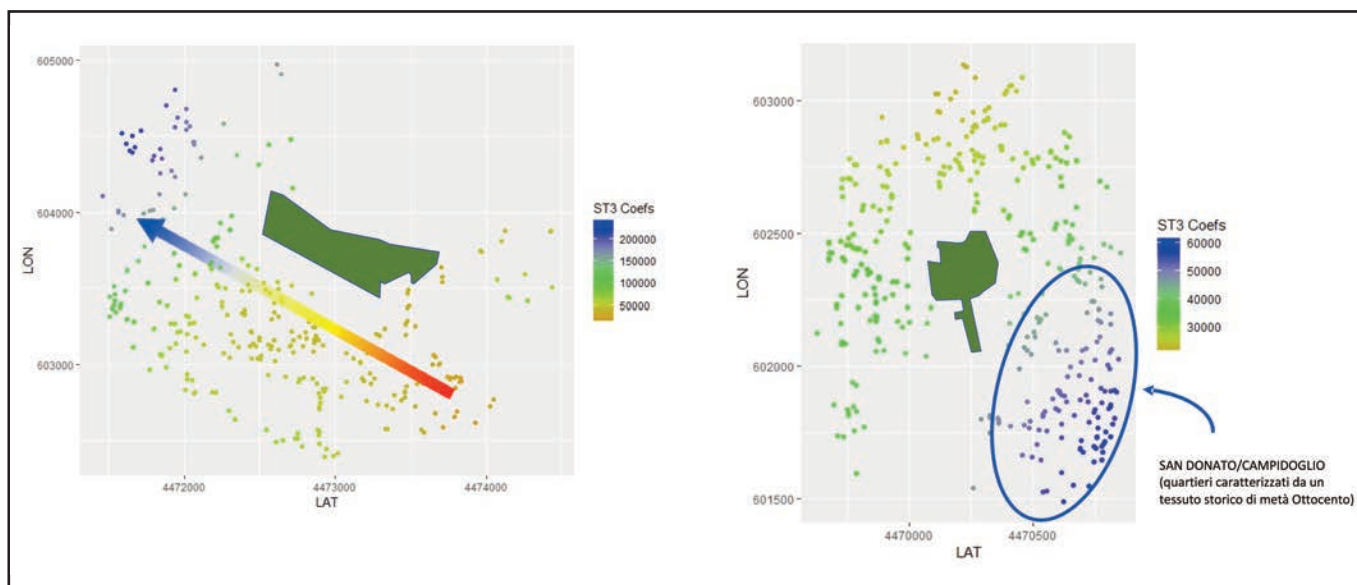 605000
604000
603000
LON
4472000
4473000
4474000
LAT
ST3 Coefs
200000
150000
100000
50000
603000
602500
602000
601500
LON
4470000
4470500
LAT
ST3 Coefs
60000
50000
40000
30000
SAN DONATO/CAMPIDOGLIO
(quartieri caratterizzati da un
tessuto storico di metà Ottocento)